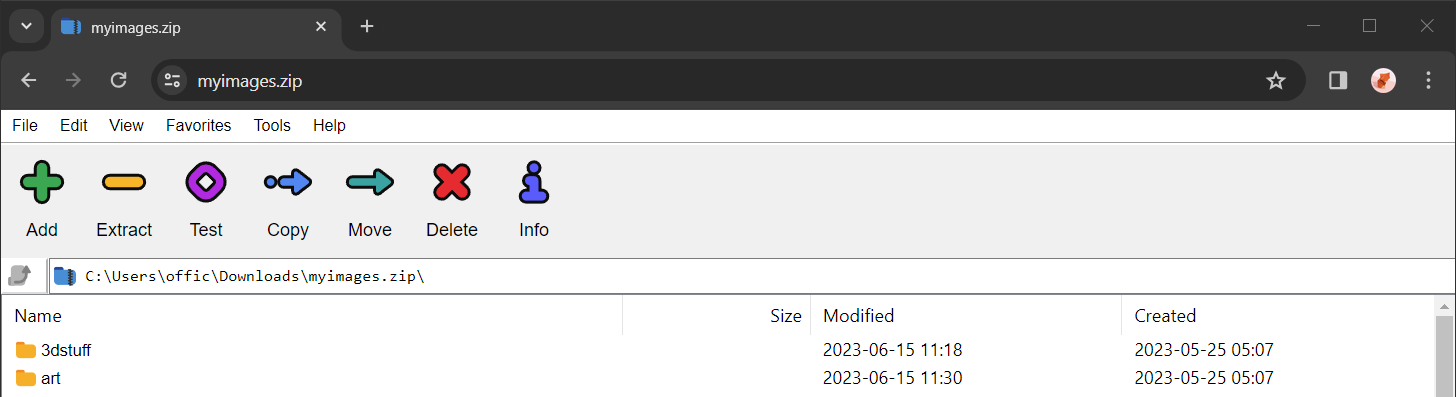 myimages.zip
myimages.zip
File Edit View Favorites Tools Help
Add Extract Test Copy Move Delete Info
C:\Users\offic\Downloads\myimages.zip\
Name Size Modified Created
3dstuff 2023-06-15 11:18 2023-05-25 05:07
art 2023-06-15 11:30 2023-05-25 05:07